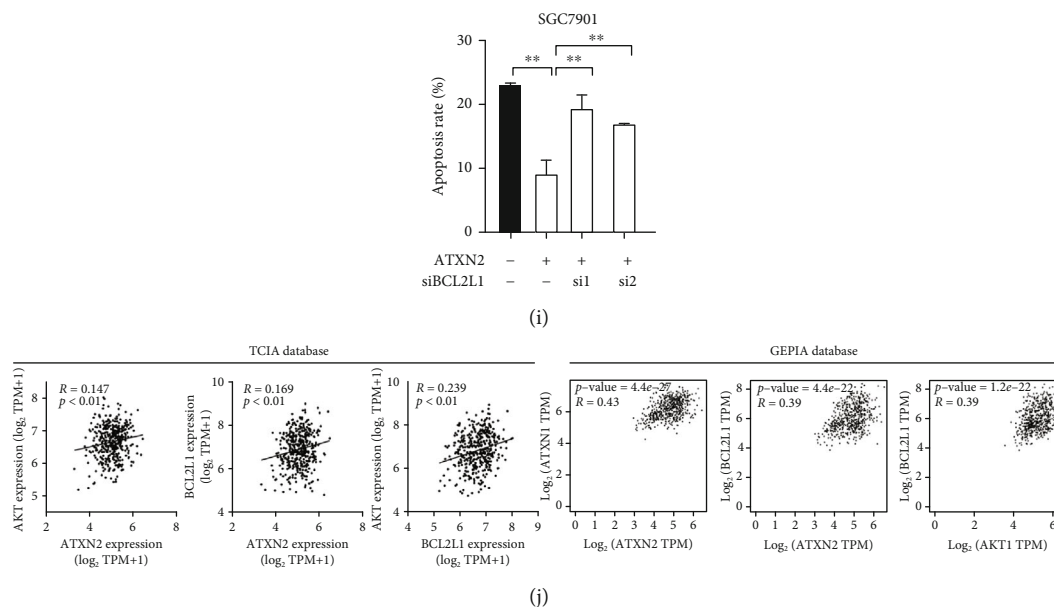 SGC7901
Apoptosis rate (%)
30
20
10
0
** ** **
ATXN2 – + + +
siBCL2L1 – – si1 si2
(i)
TCIA database
GEPIA database
AKT expression (log2 TPM+1)
8
7
6
5
R = 0.147
p < 0.01
2 4 6 8
ATXN2 expression
(log2 TPM+1)
BCL2L1 expression
(log2 TPM+1)
10
8
6
4
R = 0.169
p < 0.01
2 4 6 8
ATXN2 expression
(log2 TPM+1)
AKT expression (log2 TPM+1)
10
8
6
4
R = 0.239
p < 0.01
4 5 6 7 8 9
BCL2L1 expression
(log2 TPM+1)
Log2 (ATXN1 TPM)
6
4
2
0
p–value = 4.4e–27
R = 0.43
0 1 2 3 4 5 6
Log2 (ATXN2 TPM)
Log2 (BCL2L1 TPM)
8
6
4
2
0
p–value = 4.4e–22
R = 0.39
0 1 2 3 4 5 6
Log2 (ATXN2 TPM)
Log2 (BCL2L1 TPM)
8
6
4
2
0
p–value = 1.2e–22
R = 0.39
0 1 2 3 4 5 6
Log2 (AKT1 TPM)
(j)